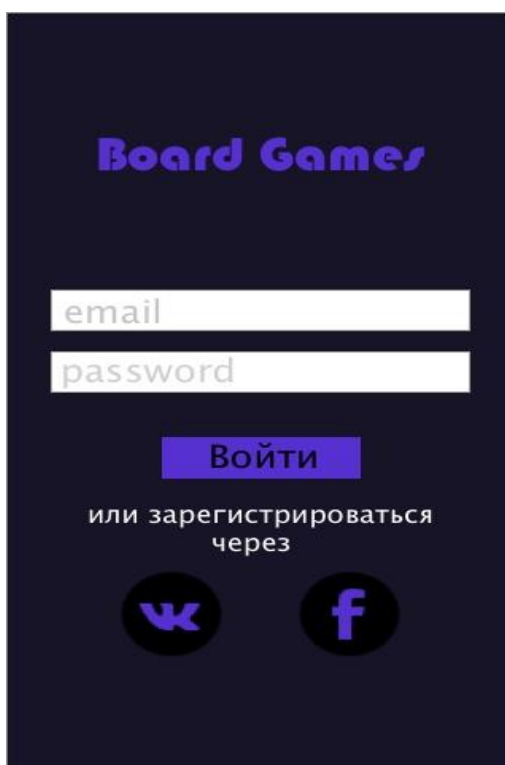 Board Games
email
password
Войти
или зарегистрироваться
через